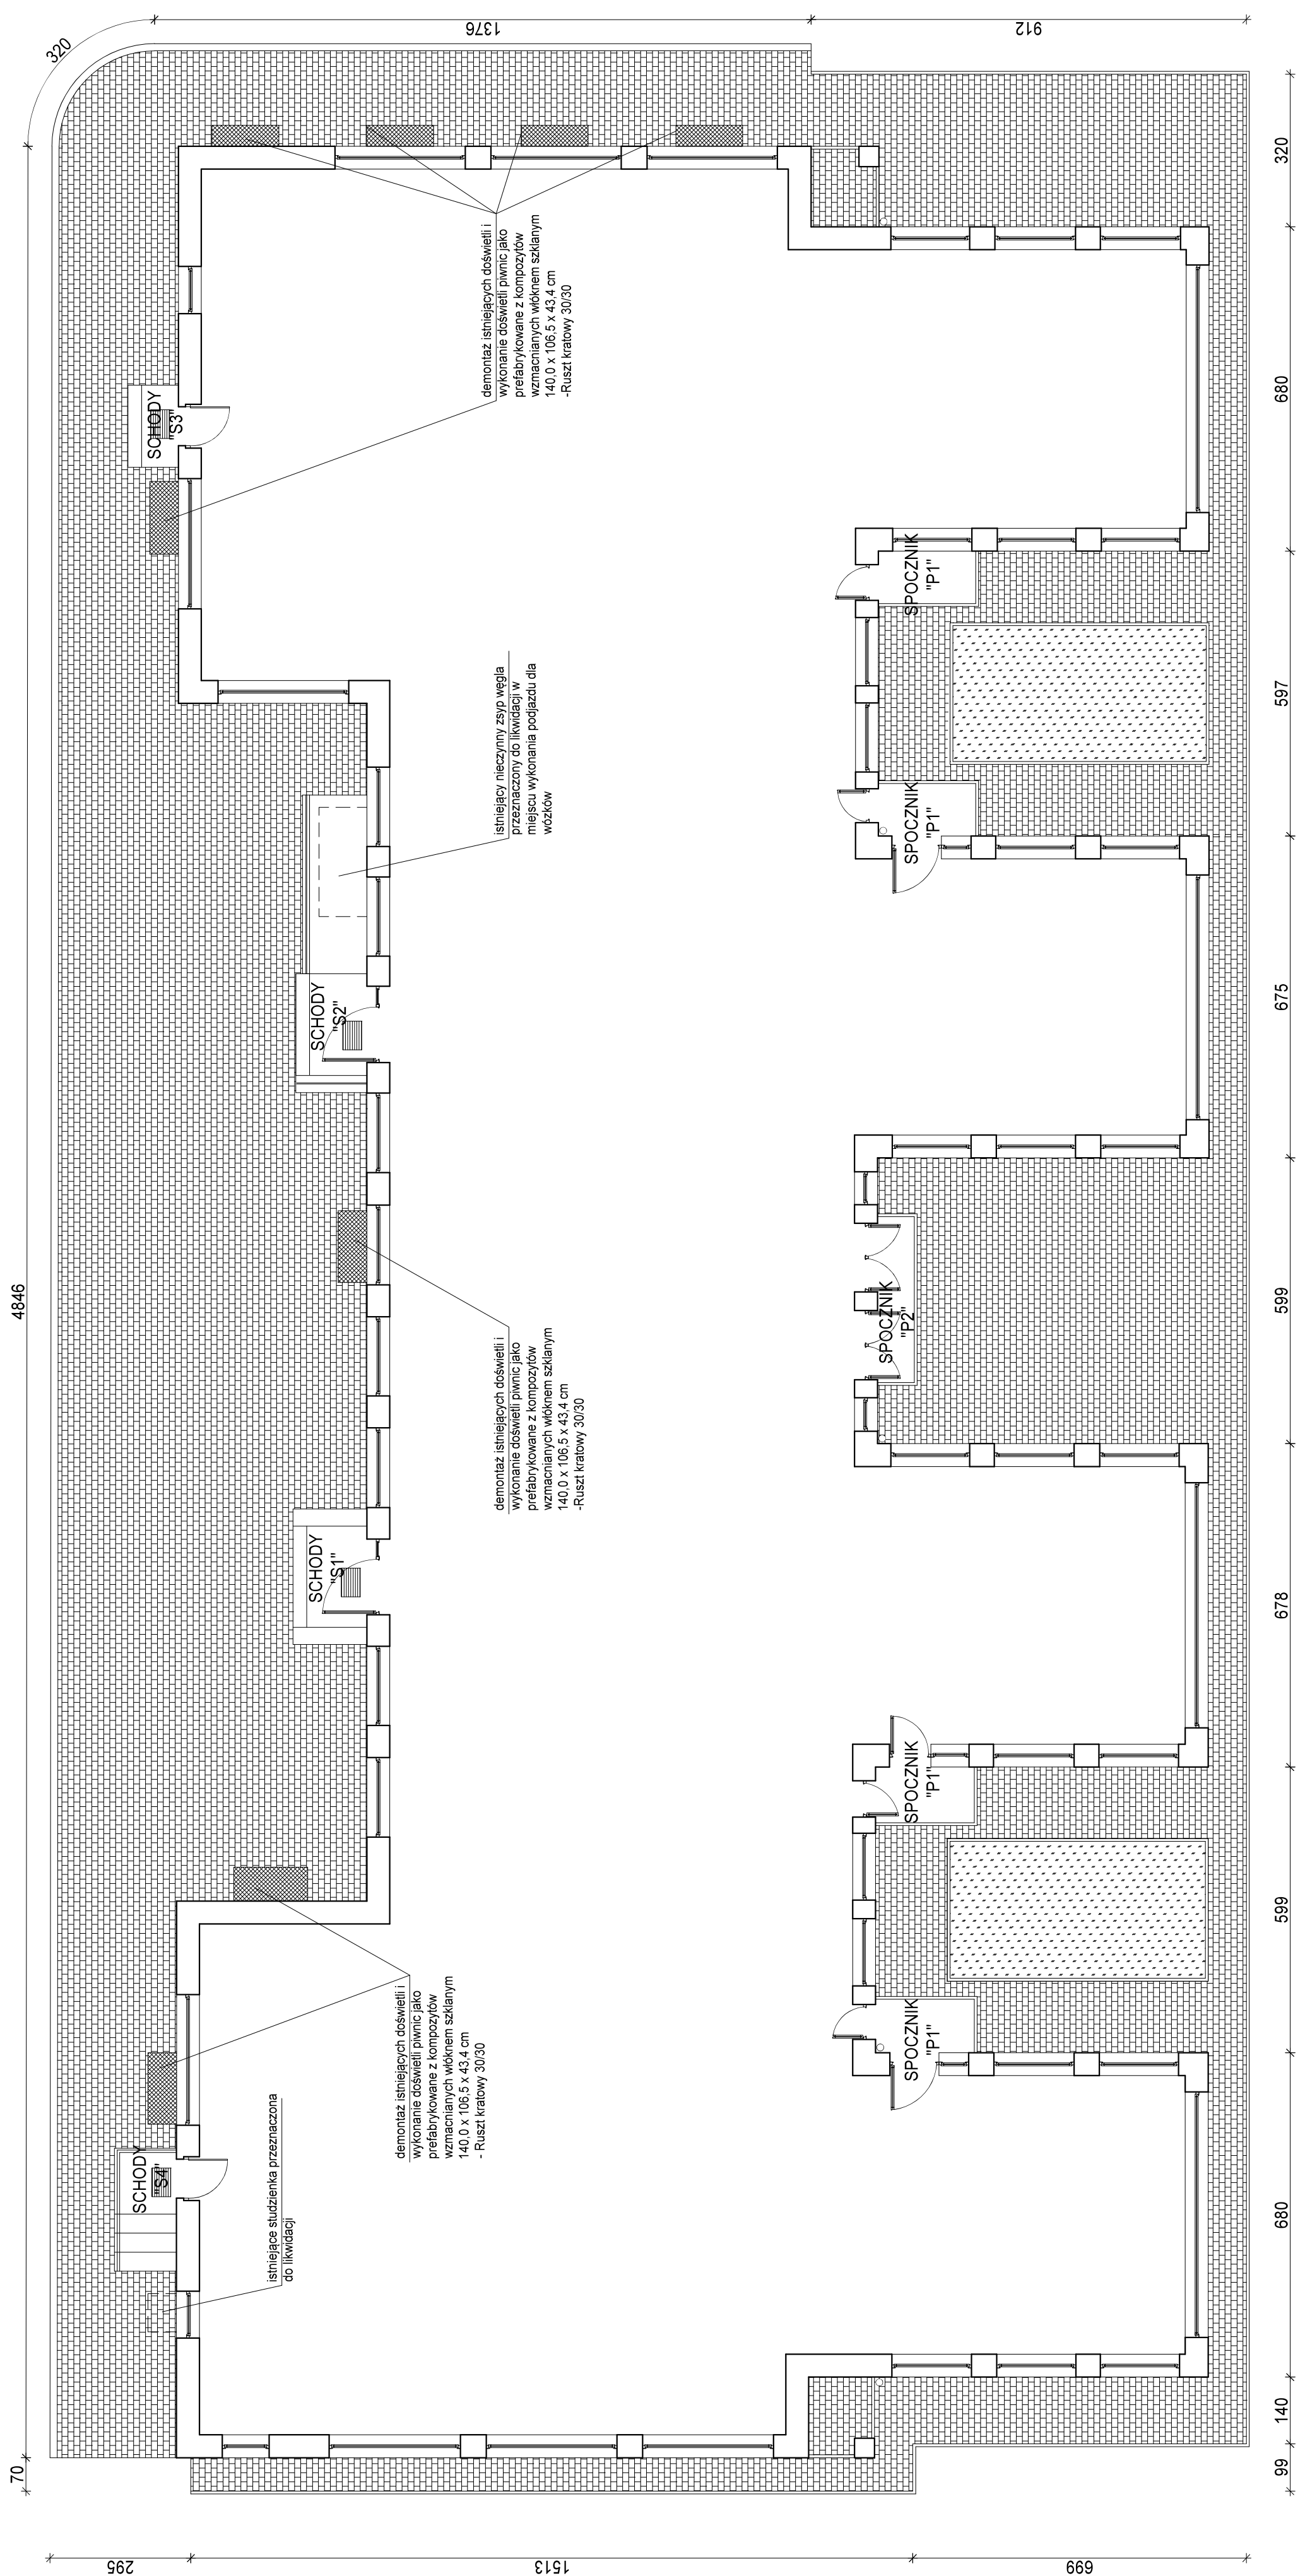 70
4846
320
295
1513
699
1376
912
SCHODY
"S4"
SCHODY
"S3"
SCHODY
"S1"
SCHODY
"S2"
istniejące studzienka przeznaczona
do likwidacji
demontaż istniejących doświetli i
wykonanie doświetli piwnic jako
prefabrykowane z kompozytów
wzmacnianych włóknem szklanym
140,0 x 106,5 x 43,4 cm
- Ruszt kratowy 30/30
demontaż istniejących doświetli i
wykonanie doświetli piwnic jako
prefabrykowane z kompozytów
wzmacnianych włóknem szklanym
140,0 x 106,5 x 43,4 cm
-Ruszt kratowy 30/30
istniejący nieczynny zsyp węgla
przeznaczony do likwidacji w
miejscu wykonania podjazdu dla
wózków
demontaż istniejących doświetli i
wykonanie doświetli piwnic jako
prefabrykowane z kompozytów
wzmacnianych włóknem szklanym
140,0 x 106,5 x 43,4 cm
-Ruszt kratowy 30/30
SPOCZNIK
"P1"
SPOCZNIK
"P1"
SPOCZNIK
"P2"
SPOCZNIK
"P1"
SPOCZNIK
"P1"
99
140
680
599
678
599
675
597
680
320